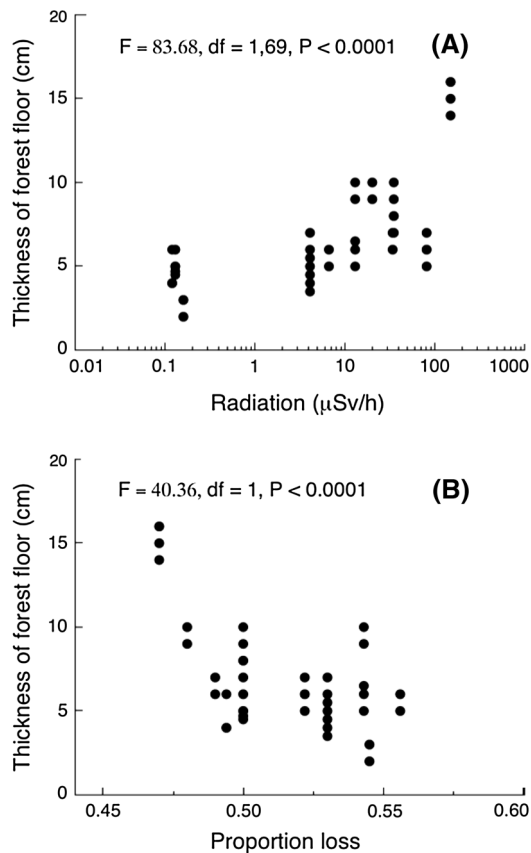 20
F = 83.68, df = 1,69, P < 0.0001 (A)
15
10
5
0
Thickness of forest floor (cm)
0.01 0.1 1 10 100 1000
Radiation (μSv/h)
20
F = 40.36, df = 1, P < 0.0001 (B)
15
10
5
0
Thickness of forest floor (cm)
0.45 0.50 0.55 0.60
Proportion loss